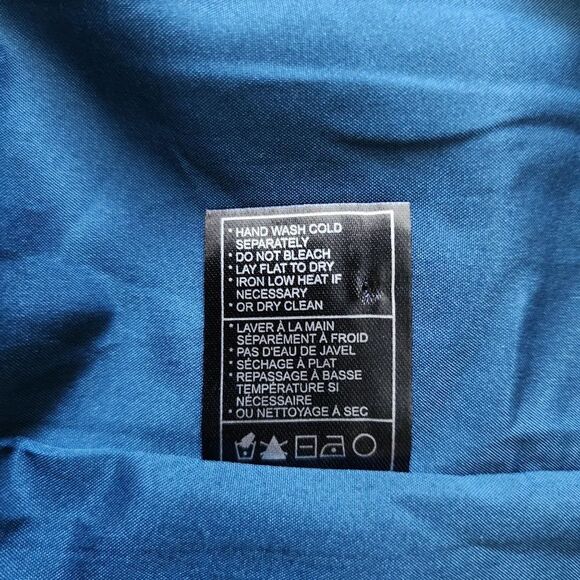 * HAND WASH COLD
SEPARATELY
* DO NOT BLEACH
* LAY FLAT TO DRY
* IRON LOW HEAT IF
NECESSARY
* OR DRY CLEAN
* LAVER À LA MAIN
SÉPARÉMENT À FROID
* PAS D'EAU DE JAVEL
* SÉCHAGE À PLAT
* REPASSAGE À BASSE
TEMPÉRATURE SI
NÉCESSAIRE
* OU NETTOYAGE À SEC